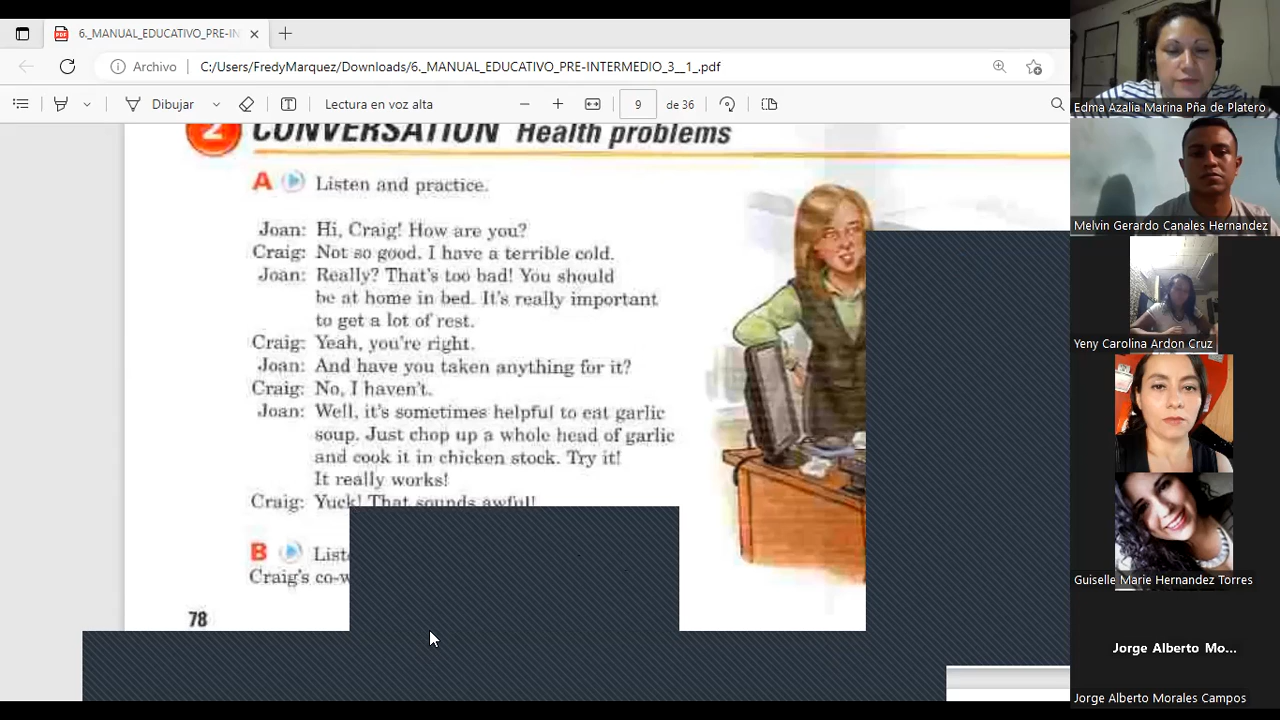 6._MANUAL_EDUCATIVO_PRE-IN
Archivo
C:/Users/FredyMarquez/Downloads/6._MANUAL_EDUCATIVO_PRE-INTERMEDIO_3__1_.pdf
Dibujar
Lectura en voz alta
9 de 36
2 CONVERSATION Health problems
A Listen and practice.
Joan: Hi, Craig! How are you?
Craig: Not so good. I have a terrible cold.
Joan: Really? That's too bad! You should
be at home in bed. It's really important
to get a lot of rest.
Craig: Yeah, you're right.
Joan: And have you taken anything for it?
Craig: No, I haven't.
Joan: Well, it's sometimes helpful to eat garlic
soup. Just chop up a whole head of garlic
and cook it in chicken stock. Try it!
It really works!
Craig: Yuck! That sounds awful!
B List
Craig's co-w
78
Edma Azalia Marina Pña de Platero
Melvin Gerardo Canales Hernandez
Yeny Carolina Ardon Cruz
Guiselle Marie Hernandez Torres
Jorge Alberto Mo...
Jorge Alberto Morales Campos